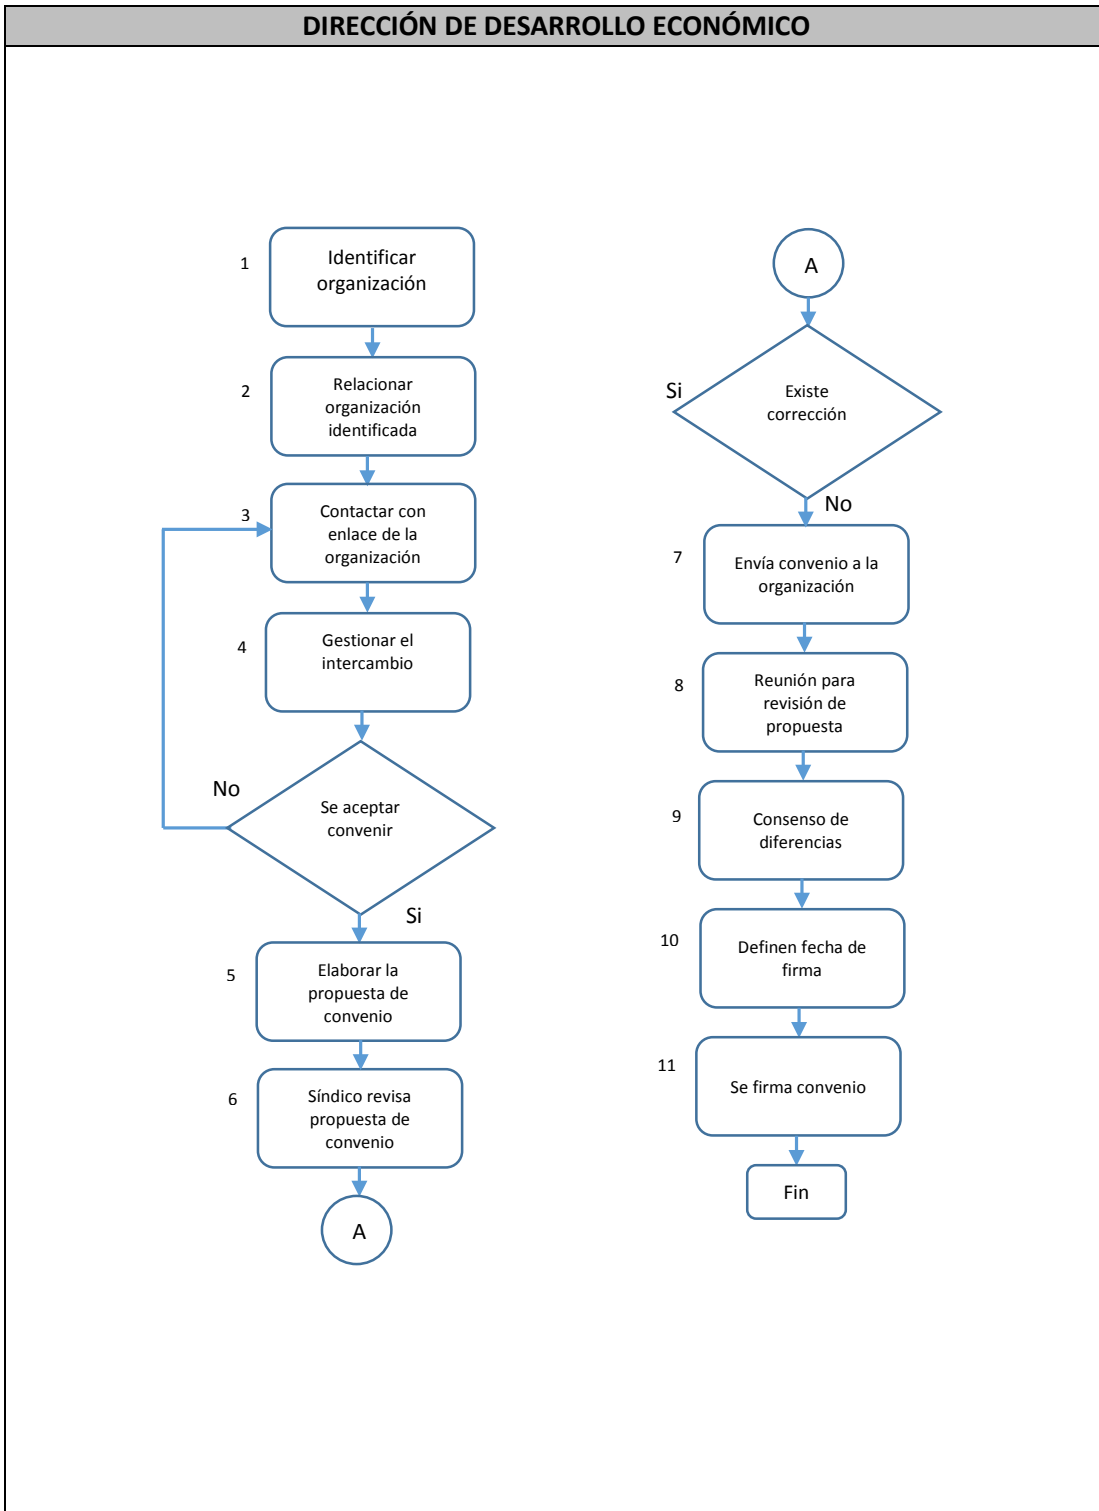 DIRECCIÓN DE DESARROLLO ECONÓMICO
1
Identificar
organización
2
Relacionar
organización
identificada
3
Contactar con
enlace de la
organización
4
Gestionar el
intercambio
No
Se aceptar
convenir
Si
5
Elaborar la
propuesta de
convenio
6
Síndico revisa
propuesta de
convenio
A
A
Si
Existe
corrección
No
7
Envía convenio a la
organización
8
Reunión para
revisión de
propuesta
9
Consenso de
diferencias
10
Definen fecha de
firma
11
Se firma convenio
Fin